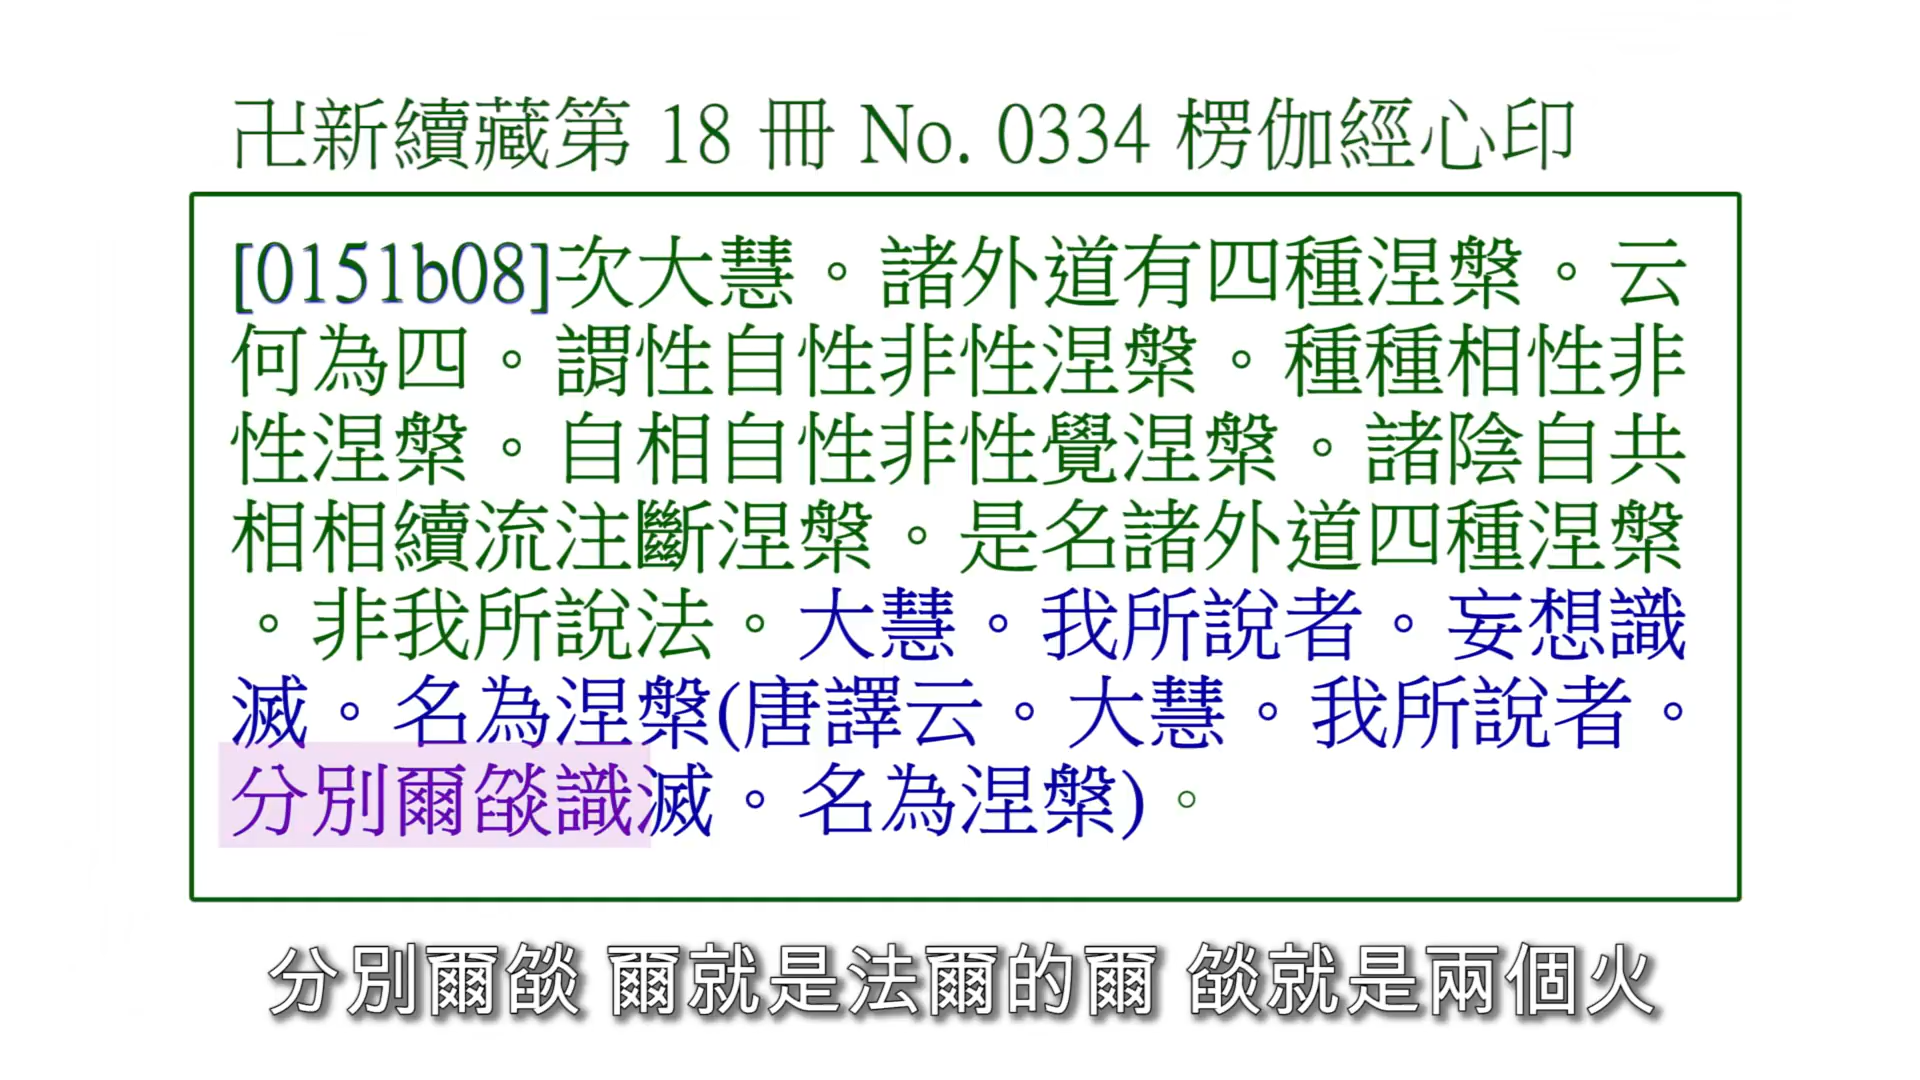 卍新續藏第 18 冊 No. 0334 楞伽經心印
[0151b08]次大慧。諸外道有四種涅槃。云
何為四。謂性自性非性涅槃。種種相性非
性涅槃。自相自性非性覺涅槃。諸陰自共
相相續流注斷涅槃。是名諸外道四種涅槃
。非我所說法。大慧。我所說者。妄想識
滅。名為涅槃(唐譯云。大慧。我所說者。
分別爾燄識滅。名為涅槃)。
分別爾燄 爾就是法爾的爾 燄就是兩個火